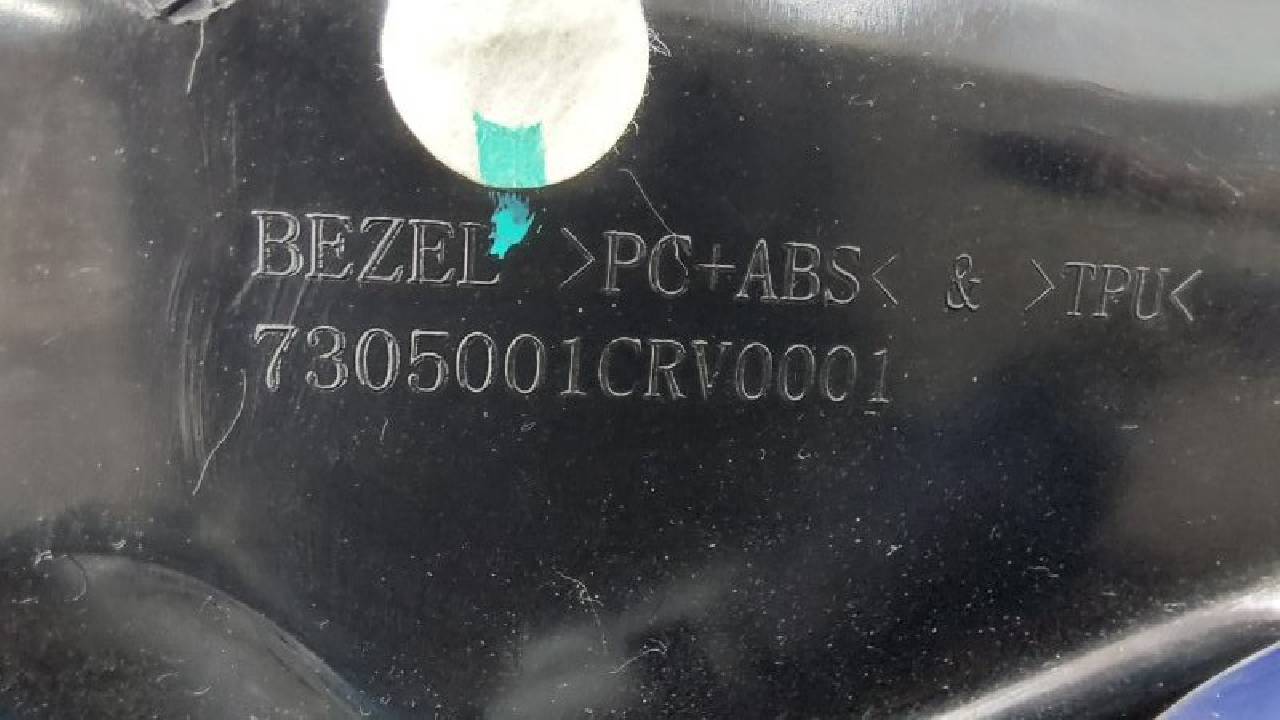 BEZEL >PC+ABS< & >TPU<
7305001CRV0001